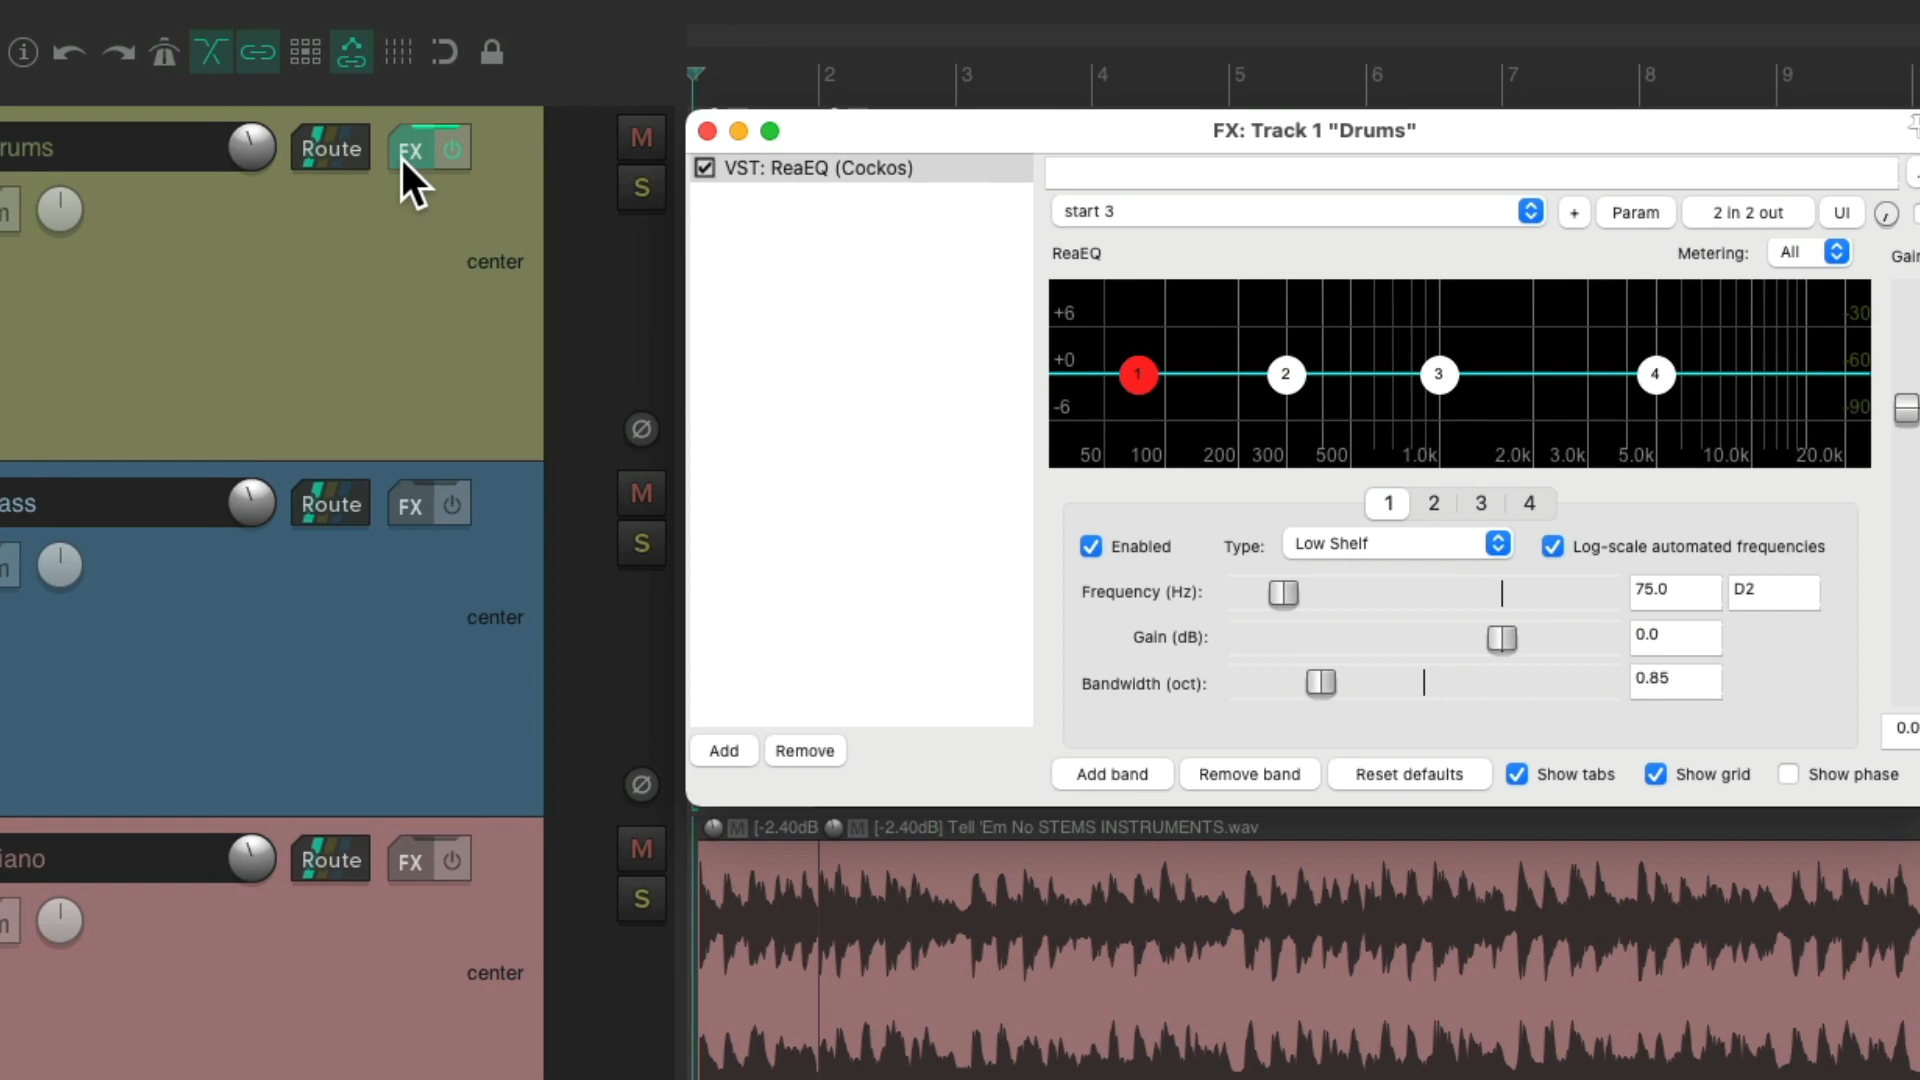 2 3 4 5 6 7 8 9
rums Route FX M
S
center
FX: Track 1 "Drums"
VST: ReaEQ (Cockos)
start 3 + Param 2 in 2 out UI
ReaEQ Metering: All
+6 -30
+0 1 2 3 4 -60
-6 -90
50 100 200 300 500 1.0k 2.0k 3.0k 5.0k 10.0k 20.0k
1 2 3 4
Enabled Type: Low Shelf Log-scale automated frequencies
Frequency (Hz): 75.0 D2
Gain (dB): 0.0
Bandwidth (oct): 0.85
Add Remove
Add band Remove band Reset defaults Show tabs Show grid Show phase
ass Route FX M
S
center
iano Route FX M
S
center
[-2.40dB M [-2.40dB] Tell 'Em No STEMS INSTRUMENTS.wav